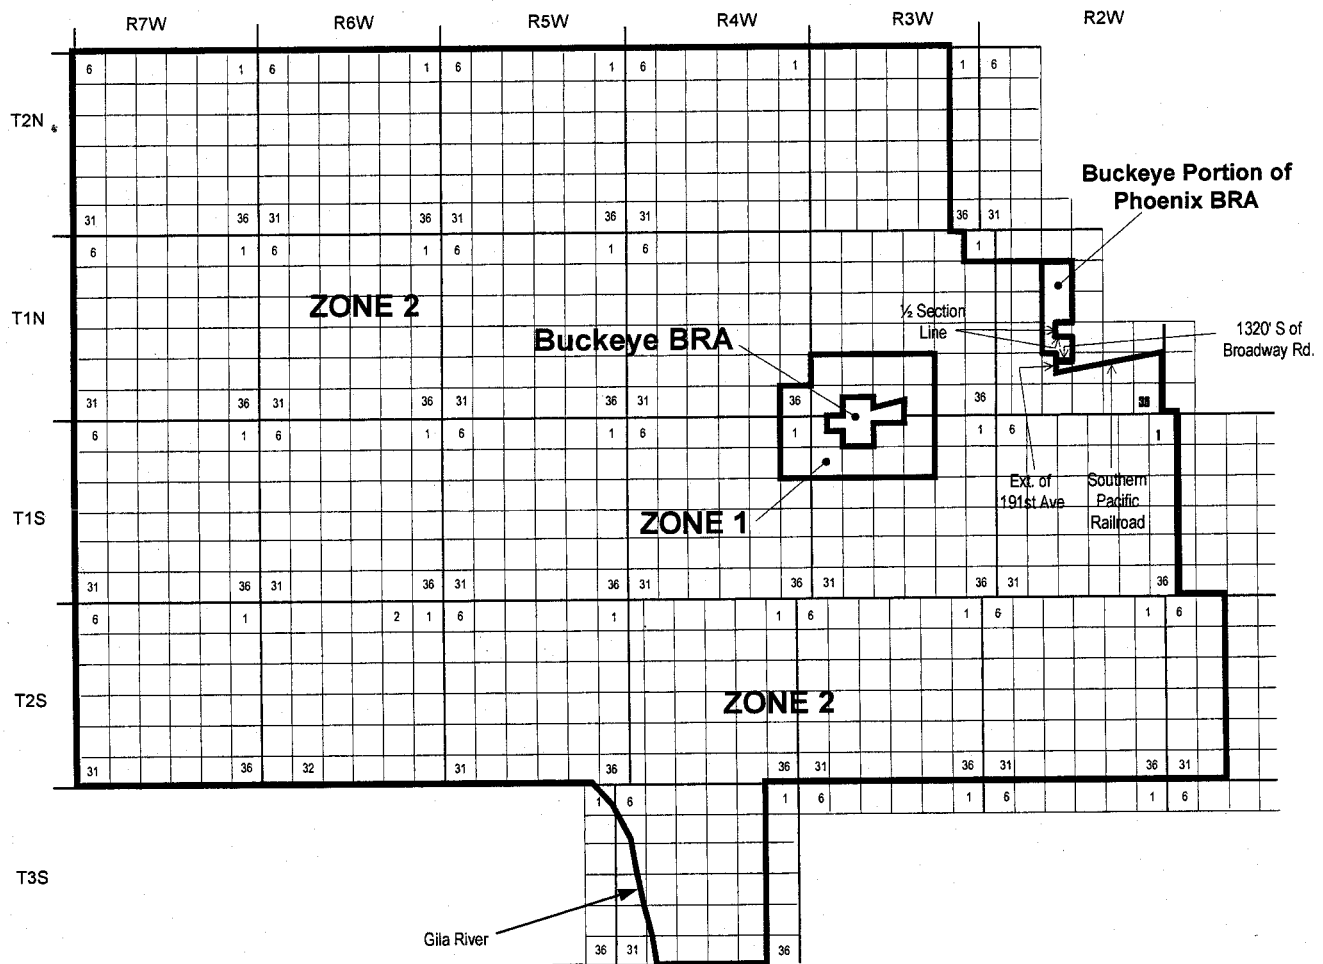 R7W R6W R5W R4W R3W R2W
6 1 6 1 6 1 6 1 1 6
T2N
Buckeye Portion of
Phoenix BRA
31 36 31 36 31 36 31 36 31
6 1 6 1 6 1 6 1
ZONE 2
T1N
½ Section
Line
1320' S of
Broadway Rd.
Buckeye BRA
31 36 31 36 31 36 31 36 36 36
6 1 6 1 6 1 6 1 1 6 1
Ext. of
191st Ave
Southern
Pacific
Railroad
T1S
ZONE 1
31 36 31 36 31 36 31 36 31 36 31 36
6 1 2 1 6 1 1 6 1 6 1 6
T2S
ZONE 2
31 36 32 31 36 36 31 36 31 36 31
1 6 1 6 1 6 1 6
T3S
Gila River
36 31 36